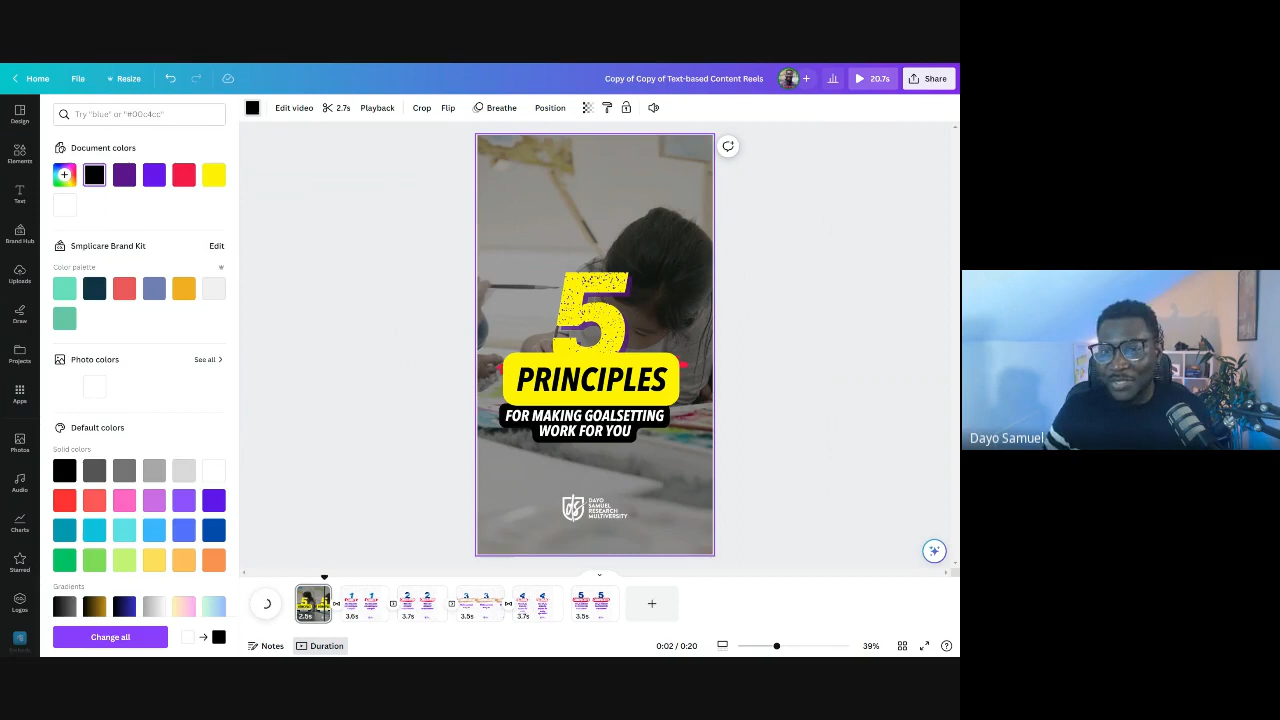 Home
File
Resize
Copy of Copy of Text-based Content Reels
20.7s
Share
Design
Elements
Text
Brand Hub
Uploads
Draw
Projects
Apps
Photos
Audio
Charts
Starred
Logos
Try "blue" or "#00c4cc"
Document colors
Smplicare Brand Kit
Edit
Color palette
Photo colors
See all
Default colors
Solid colors
Gradients
Change all
Edit video
2.7s
Playback
Crop
Flip
Breathe
Position
5
PRINCIPLES
FOR MAKING GOALSETTING
WORK FOR YOU
ds
DAYO
SAMUEL
RESEARCH
MULTIVERSITY
2.5s
3.6s
3.7s
3.5s
3.7s
3.5s
Notes
Duration
0:02 / 0:20
39%
Dayo Samuel